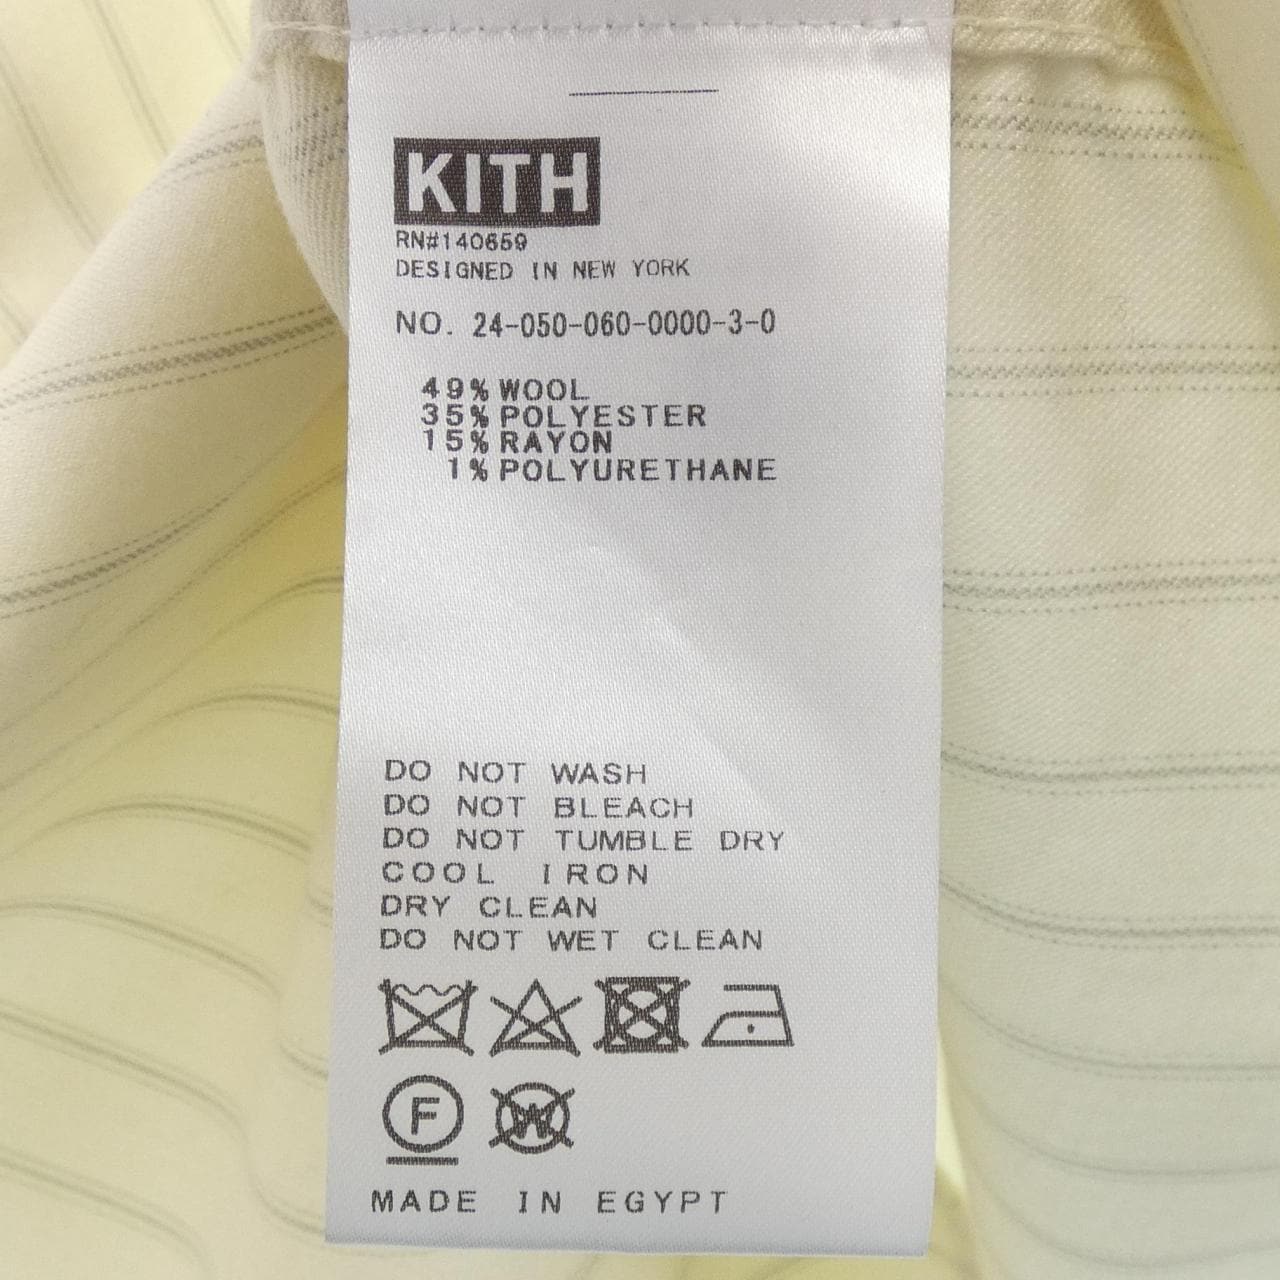 KITH
RN#140659
DESIGNED IN NEW YORK
NO. 24-050-060-0000-3-0
49% WOOL
35% POLYESTER
15% RAYON
1% POLYURETHANE
DO NOT WASH
DO NOT BLEACH
DO NOT TUMBLE DRY
COOL IRON
DRY CLEAN
DO NOT WET CLEAN
F W
MADE IN EGYPT